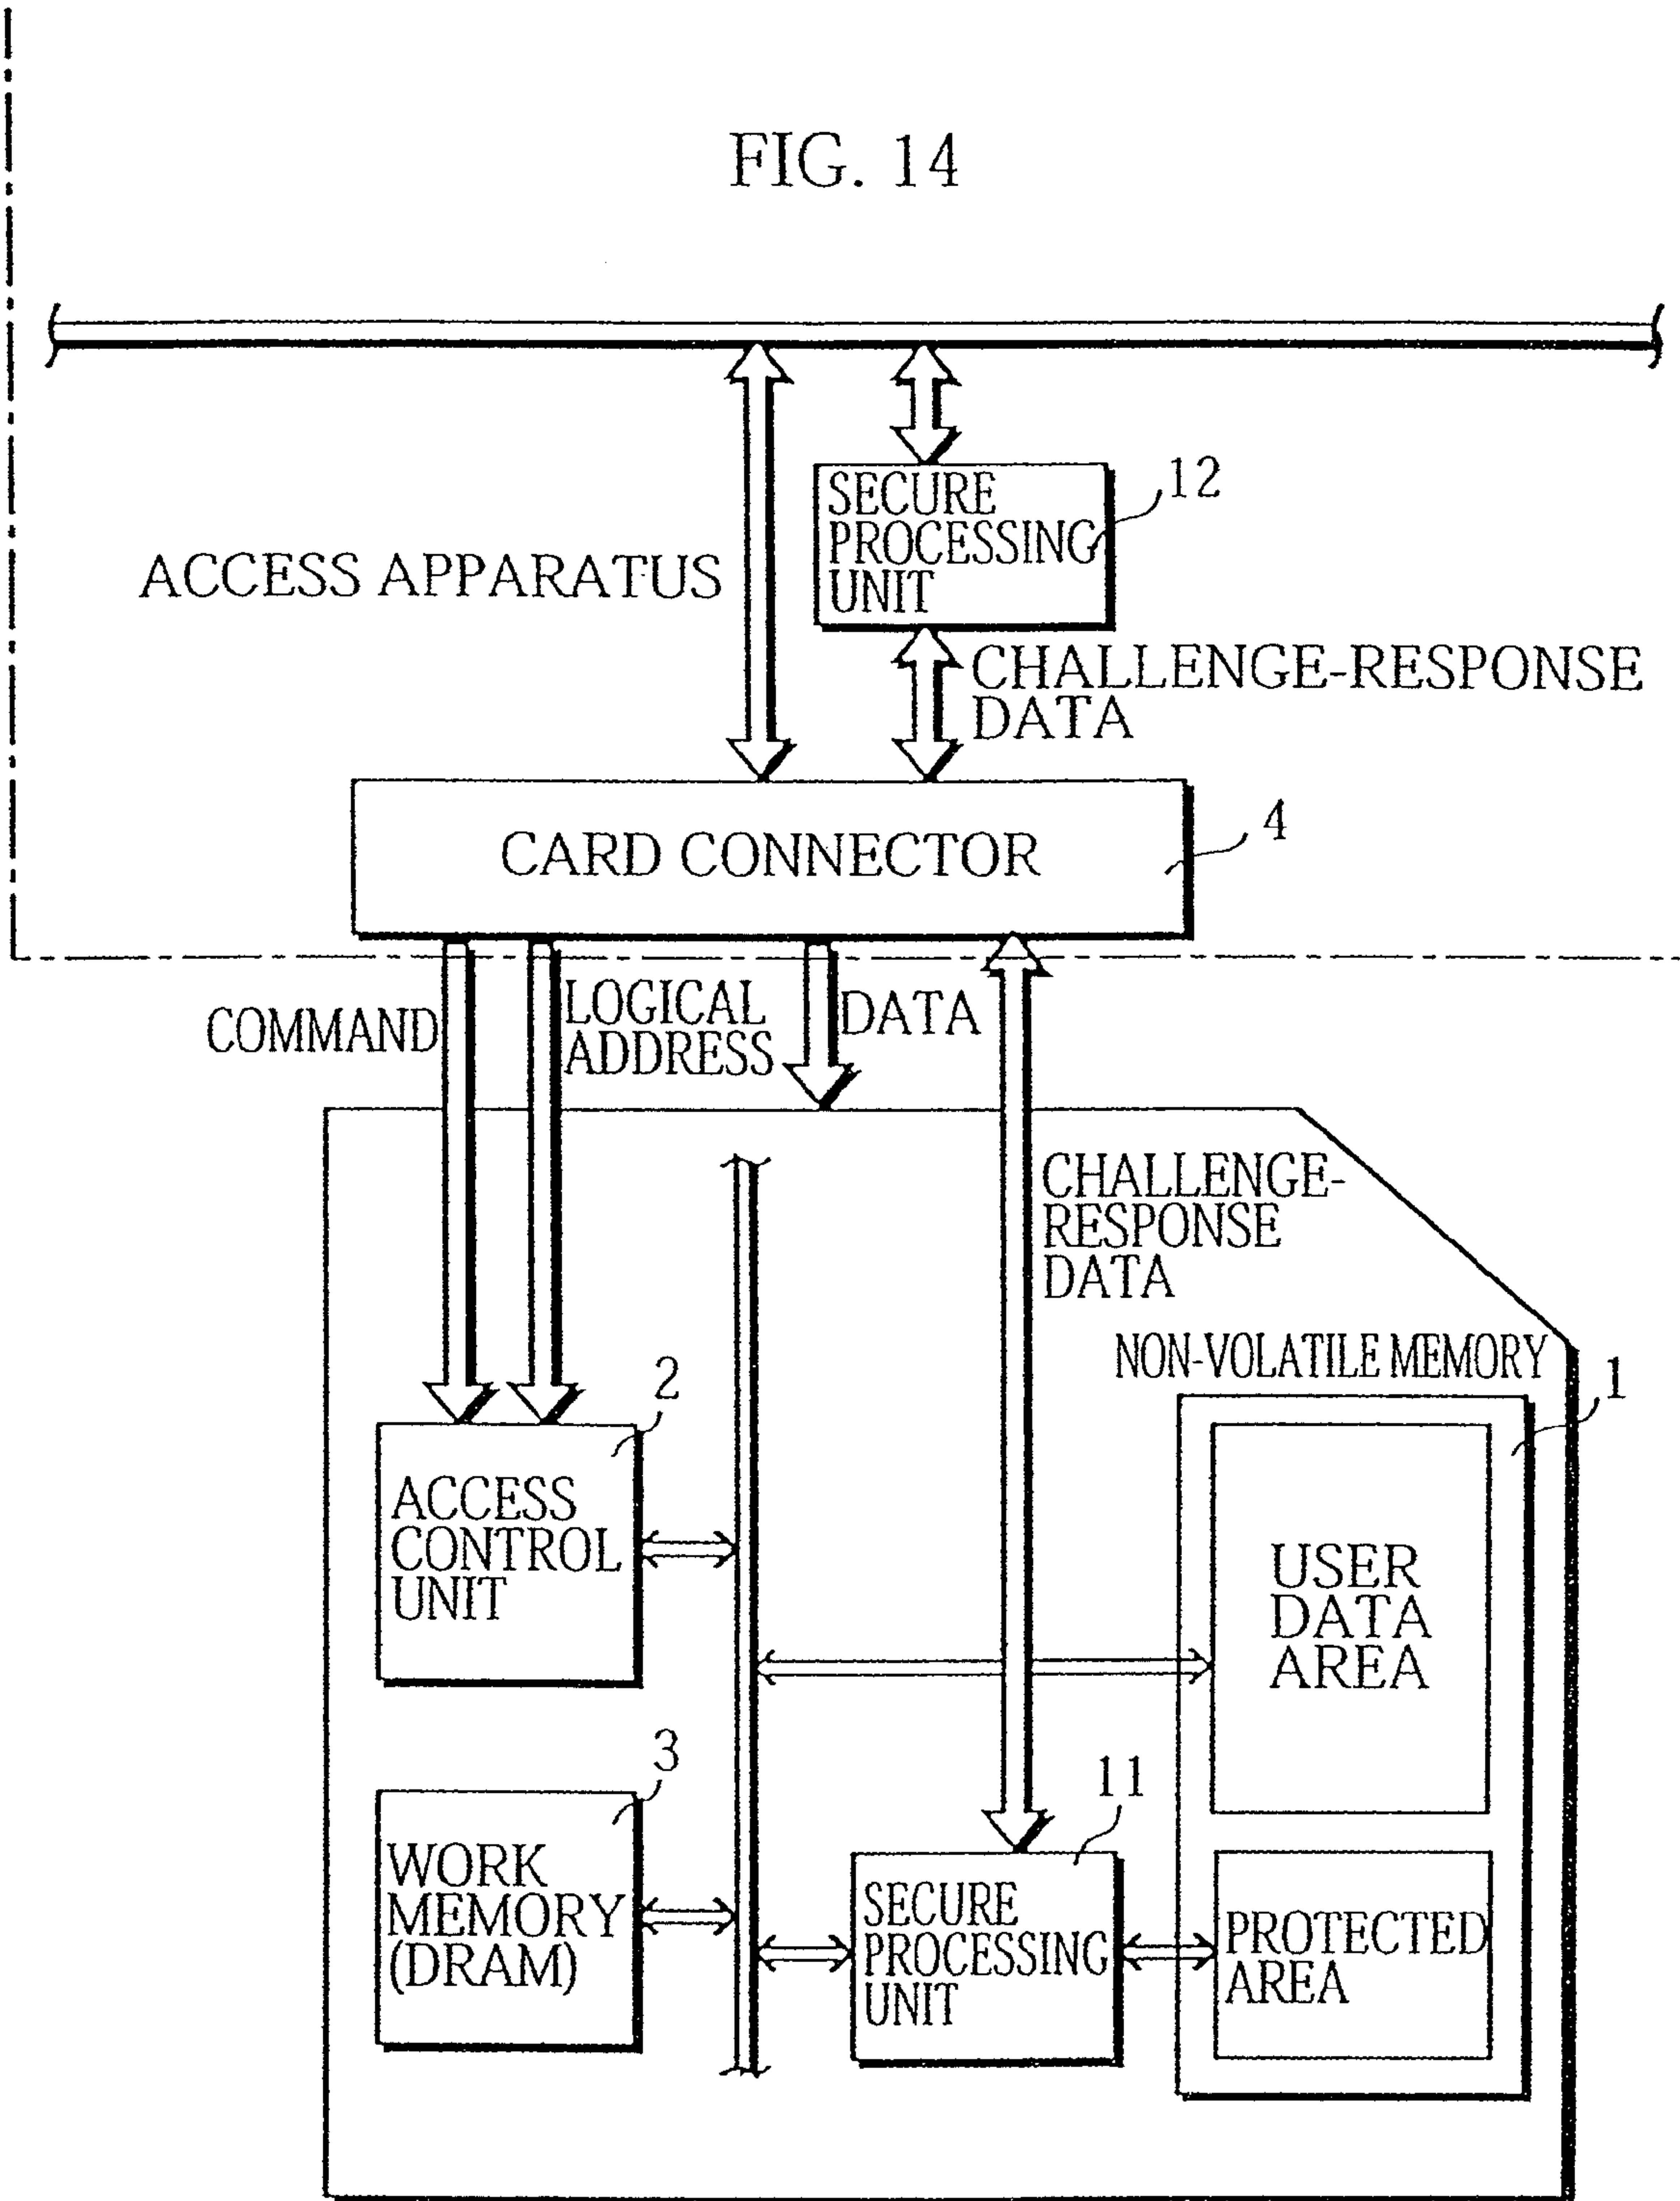 FIG. 14
SECURE
PROCESSING
UNIT
12
ACCESS APPARATUS
CHALLENGE-RESPONSE
DATA
CARD CONNECTOR
4
COMMAND
LOGICAL
ADDRESS
DATA
CHALLENGE-
RESPONSE
DATA
NON-VOLATILE MEMORY
1
2
ACCESS
CONTROL
UNIT
USER
DATA
AREA
3
WORK
MEMORY
(DRAM)
11
SECURE
PROCESSING
UNIT
PROTECTED
AREA